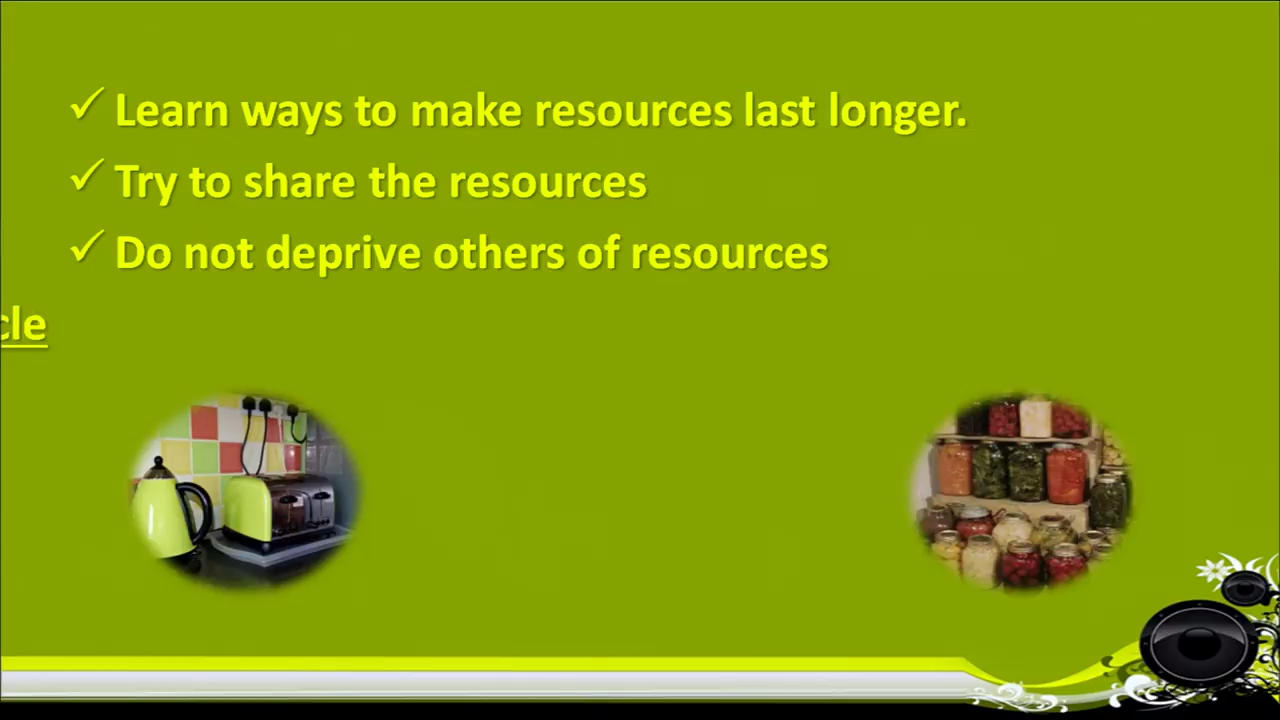 ✓ Learn ways to make resources last longer.
✓ Try to share the resources
✓ Do not deprive others of resources
cle